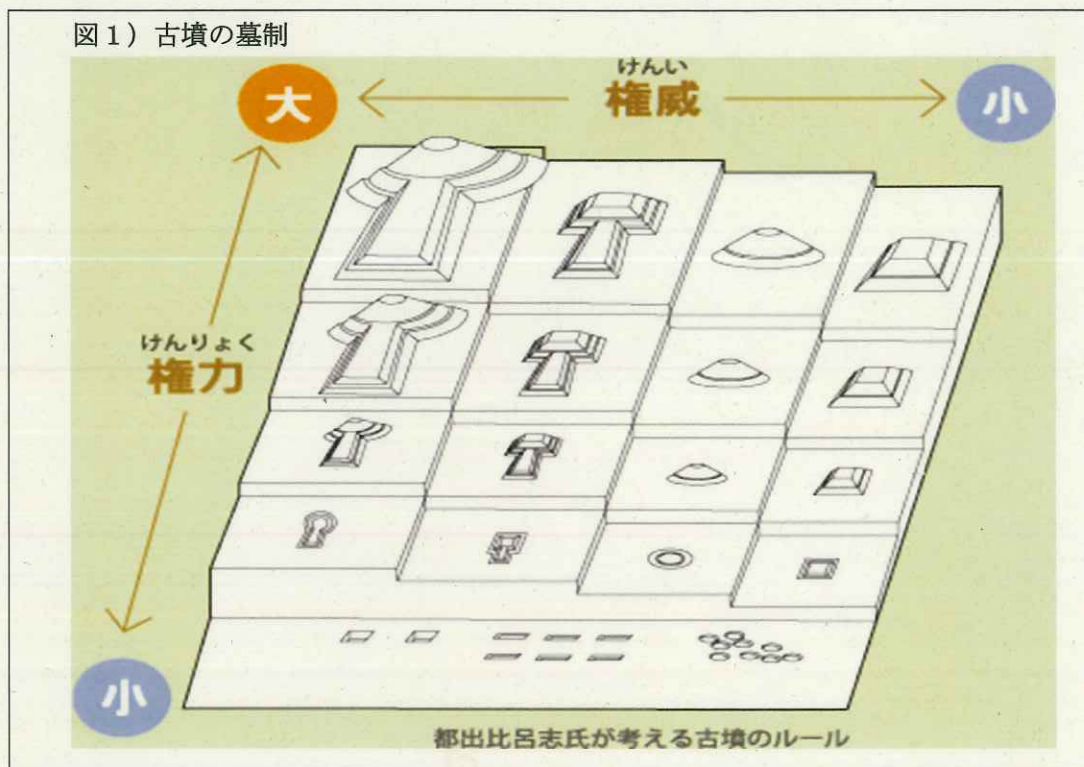 図１）古墳の墓制
けんい
大 権威 小
けんりょく
権力
小
都出比呂志氏が考える古墳のルール